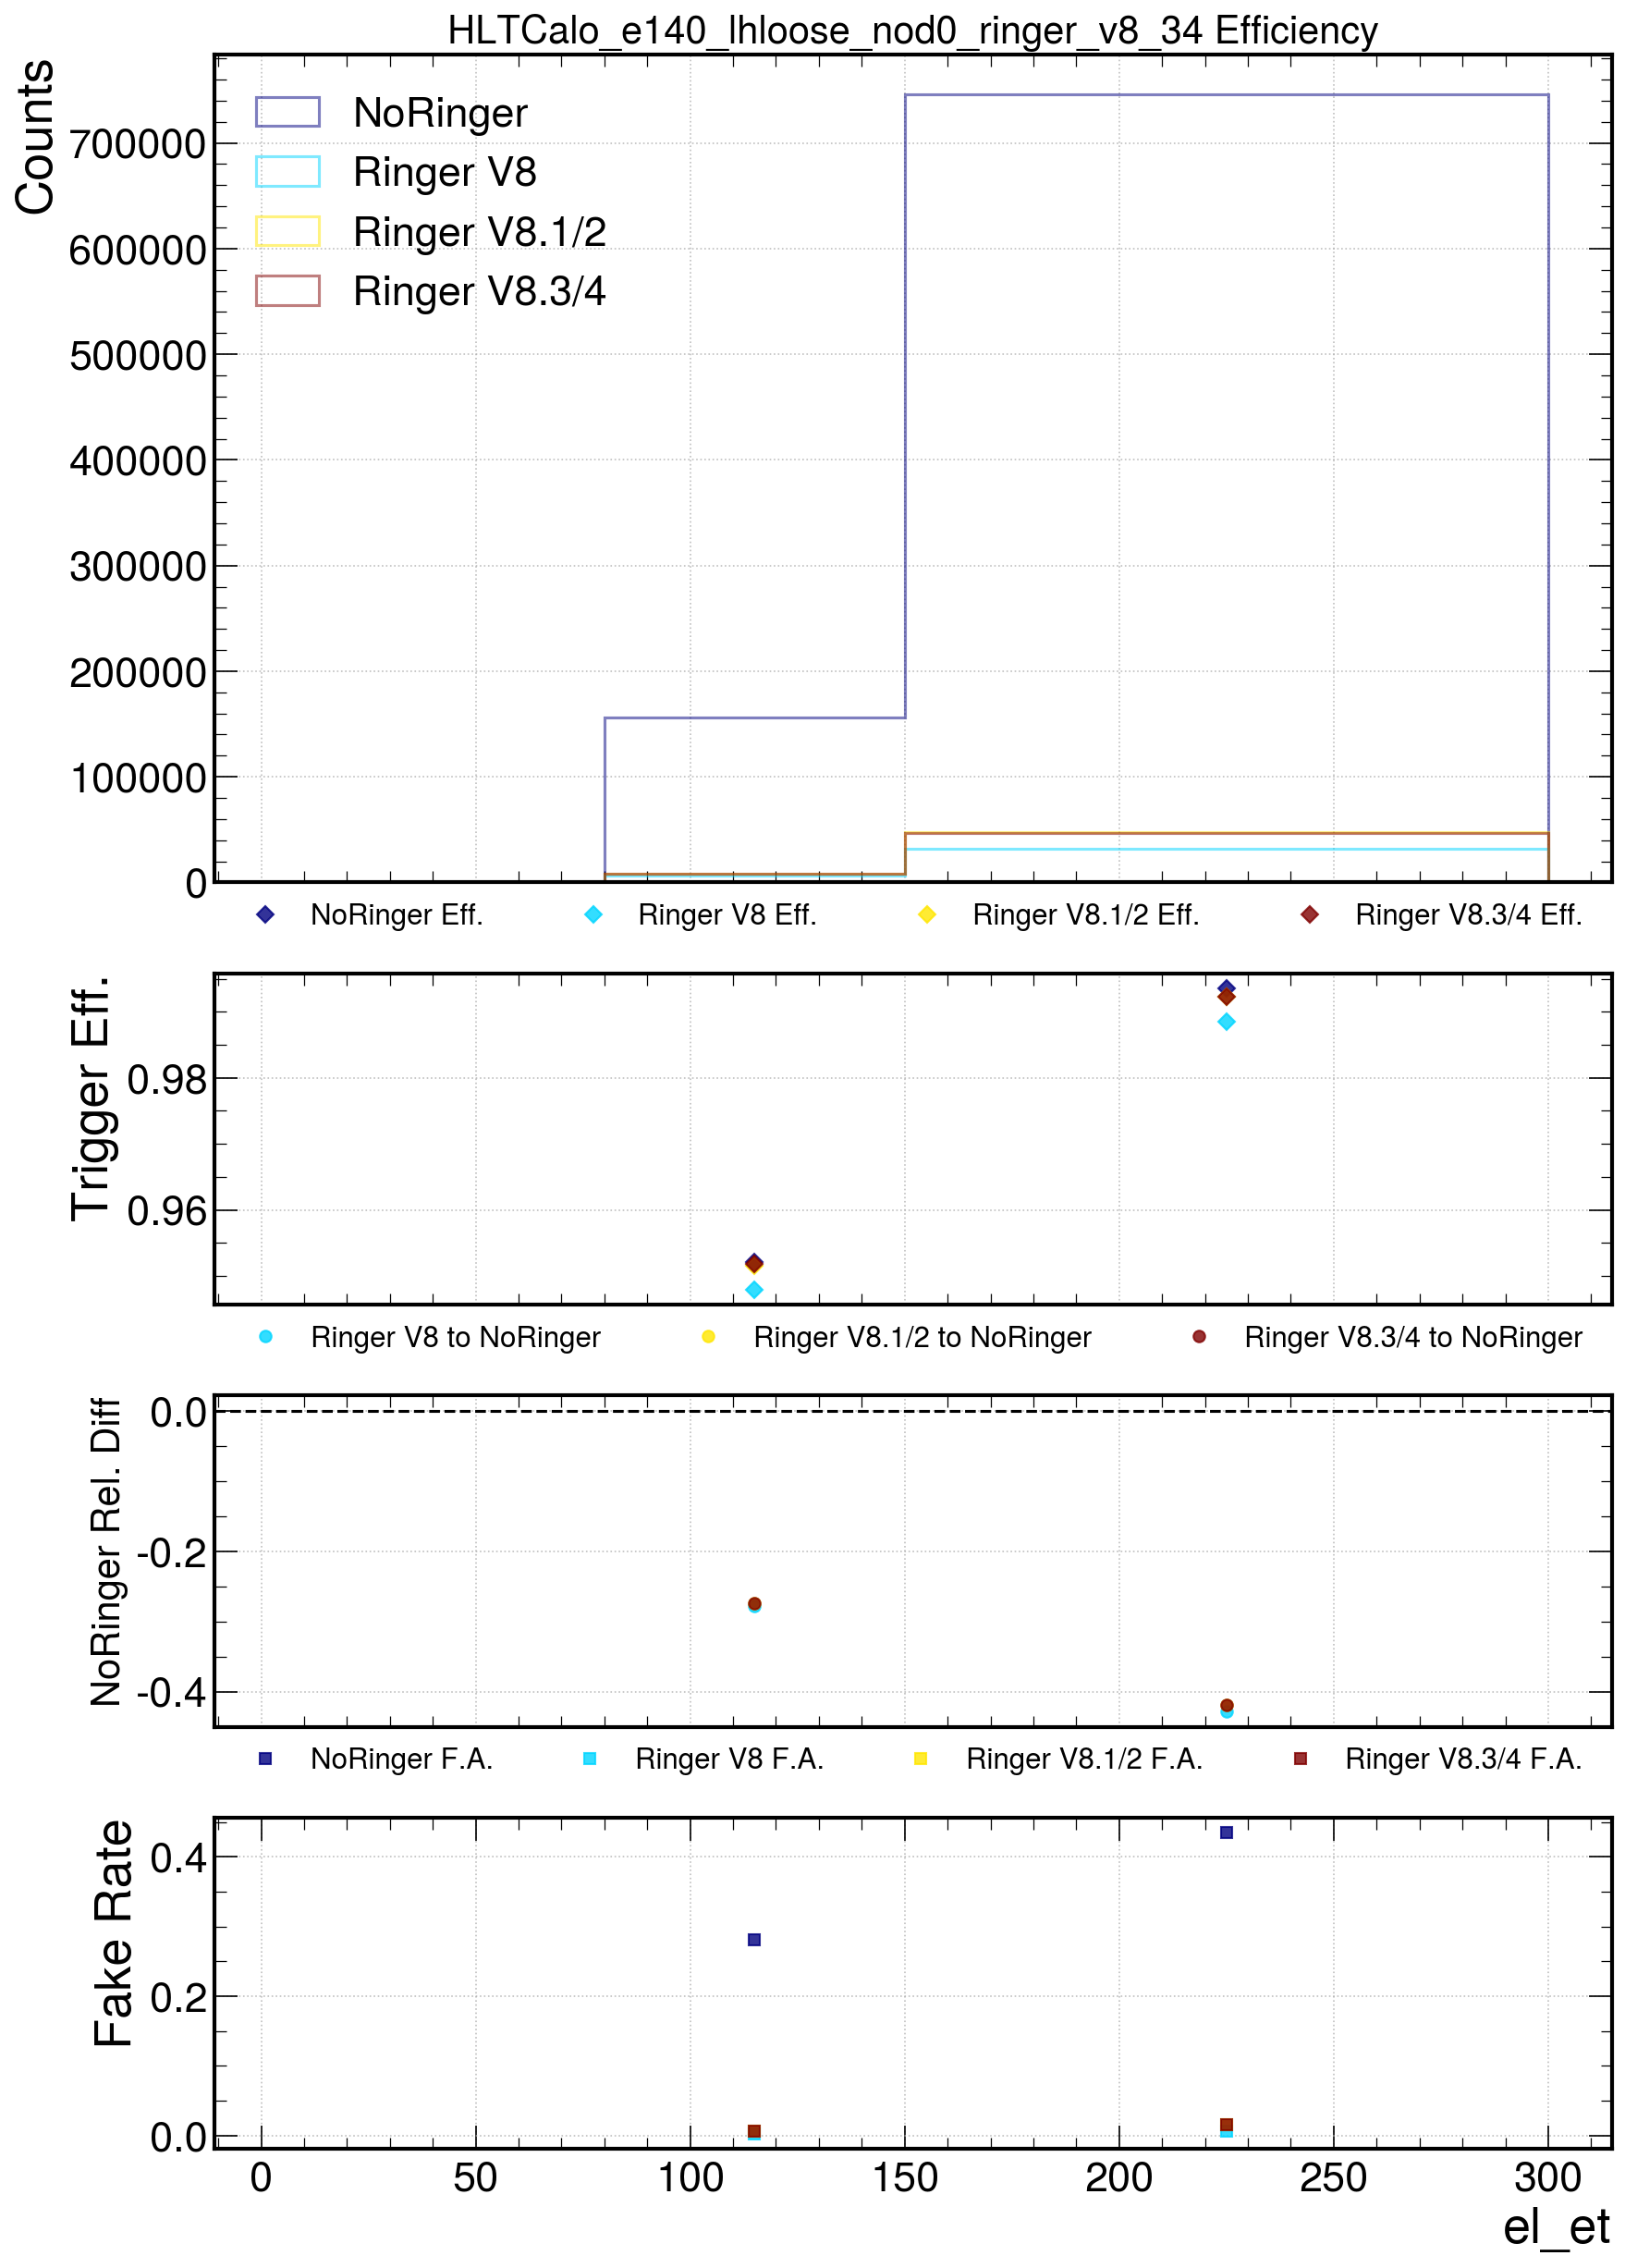 HLTCalo_e140_lhloose_nod0_ringer_v8_34 Efficiency
Counts
700000
600000
500000
400000
300000
200000
100000
0
NoRinger
Ringer V8
Ringer V8.1/2
Ringer V8.3/4
NoRinger Eff. Ringer V8 Eff. Ringer V8.1/2 Eff. Ringer V8.3/4 Eff.
Trigger Eff.
0.98
0.96
Ringer V8 to NoRinger Ringer V8.1/2 to NoRinger Ringer V8.3/4 to NoRinger
NoRinger Rel. Diff
0.0
-0.2
-0.4
NoRinger F.A. Ringer V8 F.A. Ringer V8.1/2 F.A. Ringer V8.3/4 F.A.
Fake Rate
0.4
0.2
0.0
0 50 100 150 200 250 300
el_et